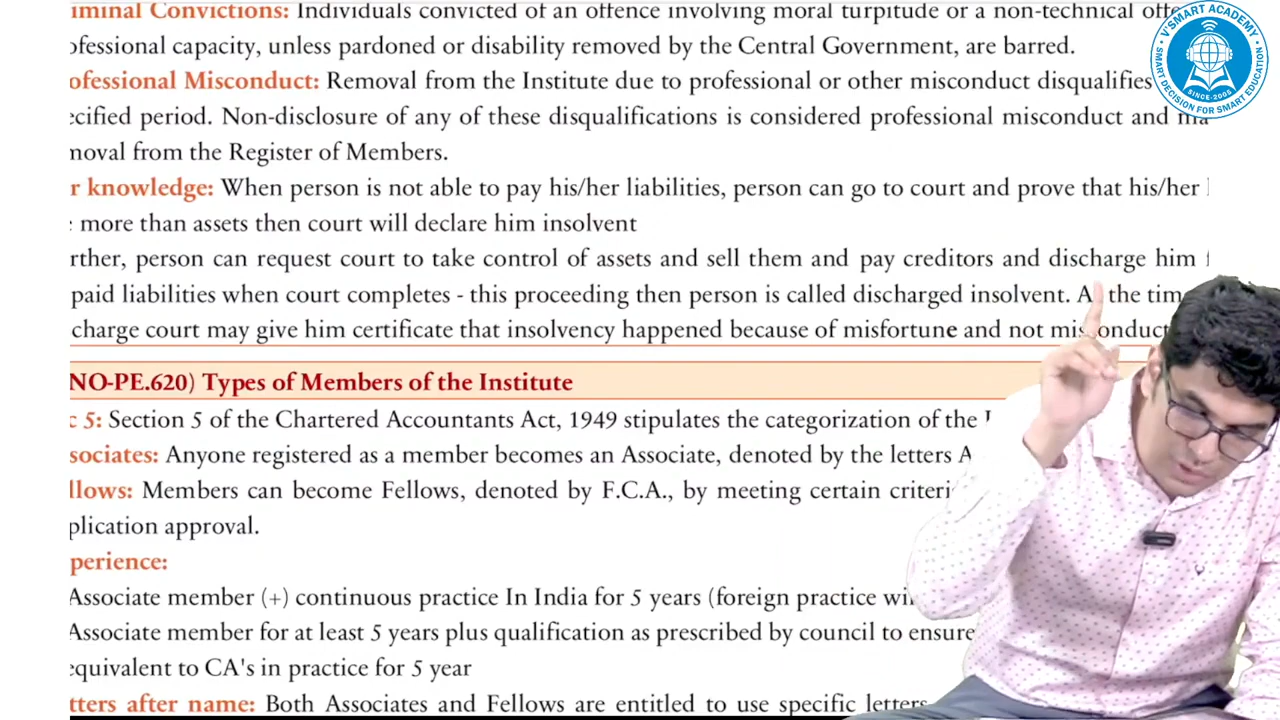 iminal Convictions: Individuals convicted of an offence involving moral turpitude or a non-technical offe
ofessional capacity, unless pardoned or disability removed by the Central Government, are barred.
ofessional Misconduct: Removal from the Institute due to professional or other misconduct disqualifies
ecified period. Non-disclosure of any of these disqualifications is considered professional misconduct and ma
moval from the Register of Members.
r knowledge: When person is not able to pay his/her liabilities, person can go to court and prove that his/her
more than assets then court will declare him insolvent
rther, person can request court to take control of assets and sell them and pay creditors and discharge him
paid liabilities when court completes - this proceeding then person is called discharged insolvent. A the tim
charge court may give him certificate that insolvency happened because of misfortune and not misconduct
NO-PE.620) Types of Members of the Institute
c 5: Section 5 of the Chartered Accountants Act, 1949 stipulates the categorization of the
sociates: Anyone registered as a member becomes an Associate, denoted by the letters A
llows: Members can become Fellows, denoted by F.C.A., by meeting certain criteri
plication approval.
perience:
Associate member (+) continuous practice In India for 5 years (foreign practice wi
Associate member for at least 5 years plus qualification as prescribed by council to ensure
equivalent to CA's in practice for 5 year
tters after name: Both Associates and Fellows are entitled to use specific letters
V'SMART ACADEMY
SINCE-2005
SMART DECISION FOR SMART EDUCATION